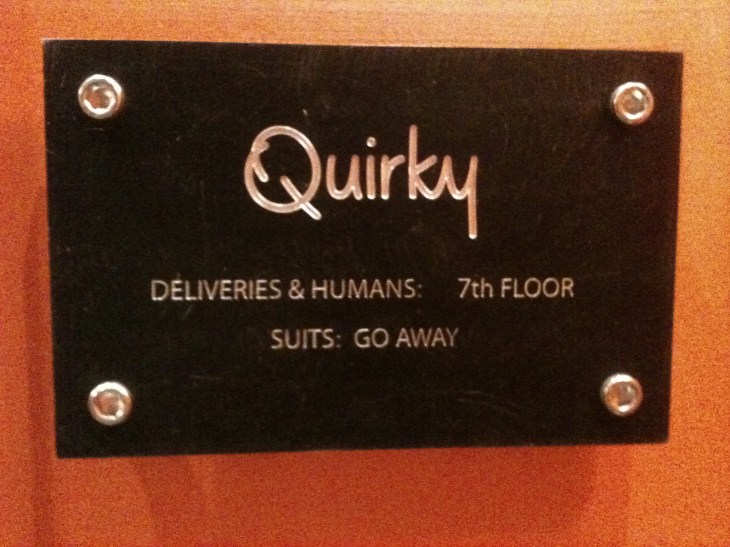 Quirky
DELIVERIES & HUMANS: 7th FLOOR
SUITS: GO AWAY